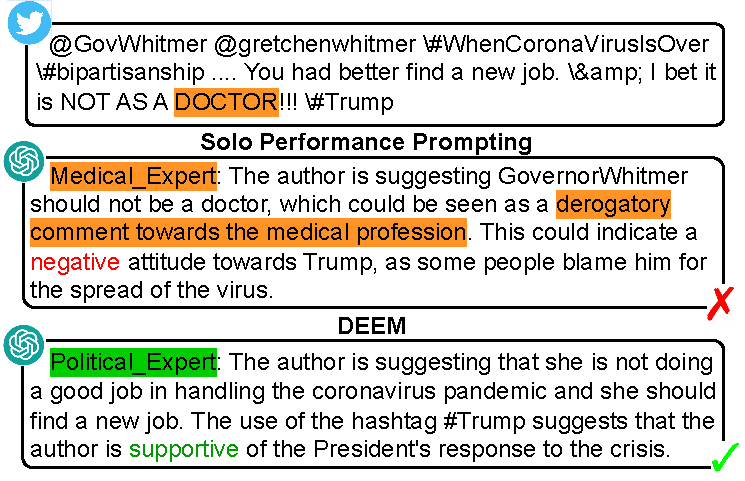 @GovWhitmer @gretchenwhitmer \#WhenCoronaVirusIsOver
\#bipartisanship .... You had better find a new job. \&amp; I bet it
is NOT AS A DOCTOR!!! \#Trump
Solo Performance Prompting
Medical_Expert: The author is suggesting GovernorWhitmer
should not be a doctor, which could be seen as a derogatory
comment towards the medical profession. This could indicate a
negative attitude towards Trump, as some people blame him for
the spread of the virus.
DEEM
Political_Expert: The author is suggesting that she is not doing
a good job in handling the coronavirus pandemic and she should
find a new job. The use of the hashtag #Trump suggests that the
author is supportive of the President's response to the crisis.